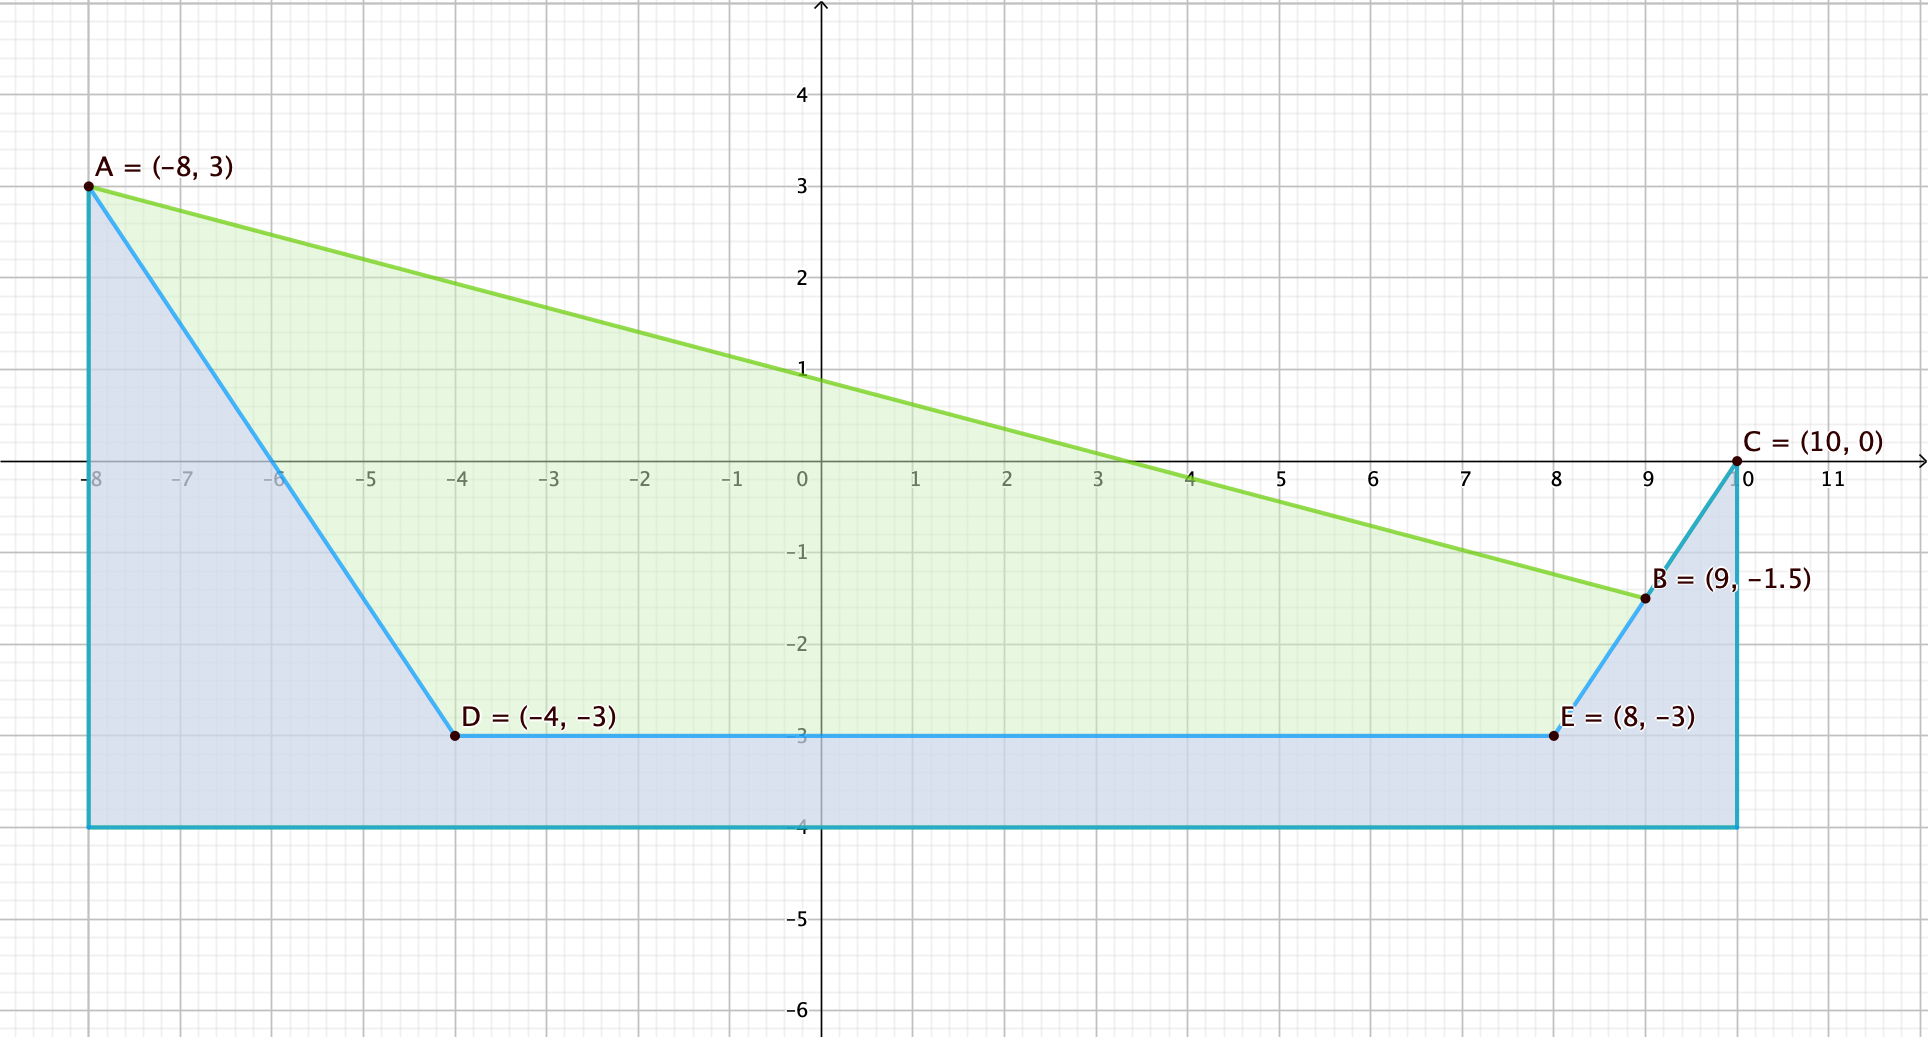 4
A = (−8, 3)
3
2
1
C = (10, 0)
-8 -7 -6 -5 -4 -3 -2 -1 0 1 2 3 4 5 6 7 8 9 10 11
-1
B = (9, −1.5)
-2
D = (−4, −3)
E = (8, −3)
-3
-4
-5
-6